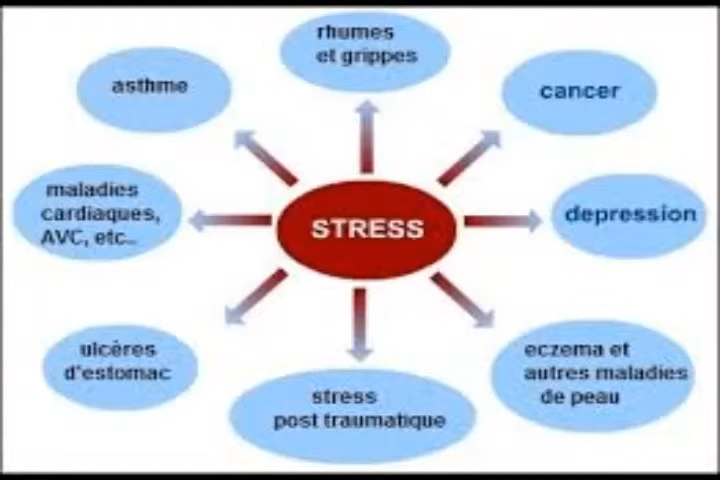 rhumes
et grippes
asthme
cancer
maladies
cardiaques,
AVC, etc..
STRESS
depression
ulcères
d'estomac
stress
post traumatique
eczema et
autres maladies
de peau